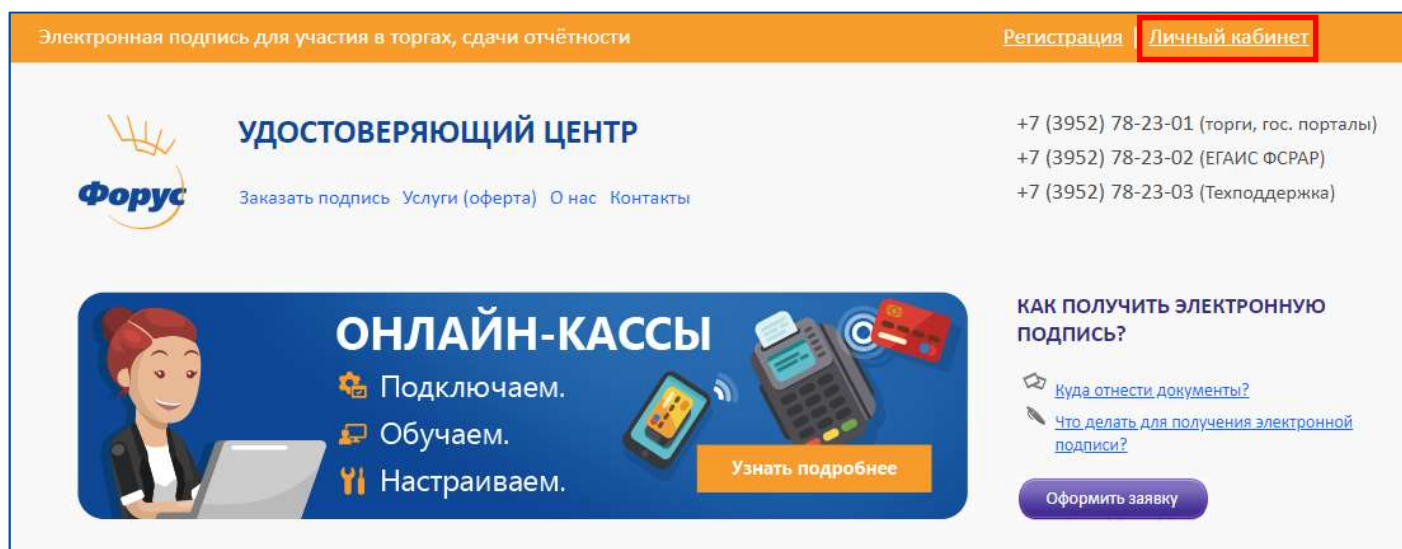 Электронная подпись для участия в торгах, сдачи отчётности
Регистрация | Личный кабинет
Форус
УДОСТОВЕРЯЮЩИЙ ЦЕНТР
Заказать подпись Услуги (оферта) О нас Контакты
+7 (3952) 78-23-01 (торги, гос. порталы)
+7 (3952) 78-23-02 (ЕГАИС ФСРАР)
+7 (3952) 78-23-03 (Техподдержка)
ОНЛАЙН-КАССЫ
Подключаем.
Обучаем.
Настраиваем.
Узнать подробнее
КАК ПОЛУЧИТЬ ЭЛЕКТРОННУЮ
ПОДПИСЬ?
Куда отнести документы?
Что делать для получения электронной
подписи?
Оформить заявку